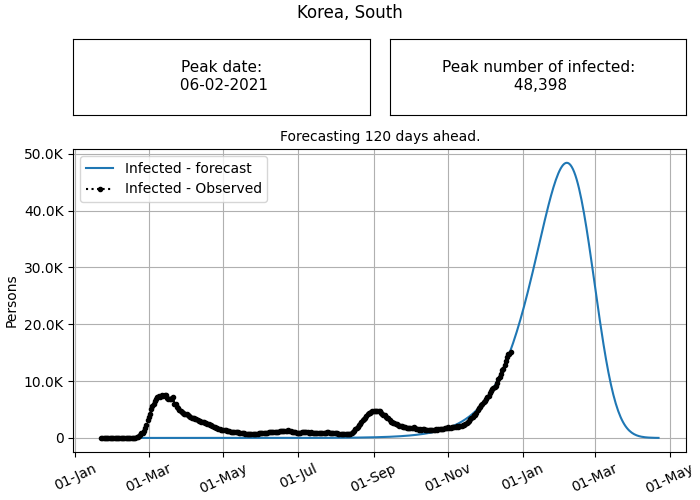 Korea, South
Peak date:
06-02-2021
Peak number of infected:
48,398
Forecasting 120 days ahead.
50.0K
40.0K
30.0K
20.0K
10.0K
0
Persons
Infected - forecast
Infected - Observed
01-Jan
01-Mar
01-May
01-Jul
01-Sep
01-Nov
01-Jan
01-Mar
01-May